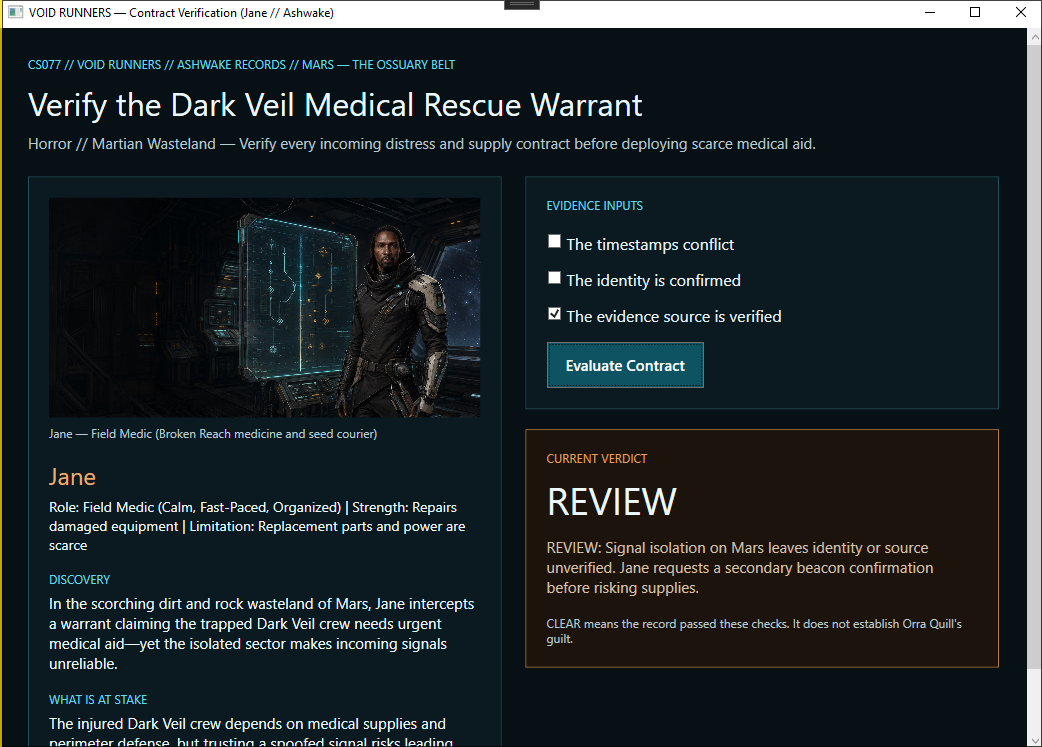 VOID RUNNERS — Contract Verification (Jane // Ashwake)
CS077 // VOID RUNNERS // ASHWAKE RECORDS // MARS — THE OSSUARY BELT
Verify the Dark Veil Medical Rescue Warrant
Horror // Martian Wasteland — Verify every incoming distress and supply contract before deploying scarce medical aid.
Jane — Field Medic (Broken Reach medicine and seed courier)
Jane
Role: Field Medic (Calm, Fast-Paced, Organized) | Strength: Repairs
damaged equipment | Limitation: Replacement parts and power are
scarce
DISCOVERY
In the scorching dirt and rock wasteland of Mars, Jane intercepts
a warrant claiming the trapped Dark Veil crew needs urgent
medical aid—yet the isolated sector makes incoming signals
unreliable.
WHAT IS AT STAKE
The injured Dark Veil crew depends on medical supplies and
perimeter defense, but trusting a spoofed signal risks leading
EVIDENCE INPUTS
The timestamps conflict
The identity is confirmed
The evidence source is verified
Evaluate Contract
CURRENT VERDICT
REVIEW
REVIEW: Signal isolation on Mars leaves identity or source
unverified. Jane requests a secondary beacon confirmation
before risking supplies.
CLEAR means the record passed these checks. It does not establish Orra Quill's
guilt.